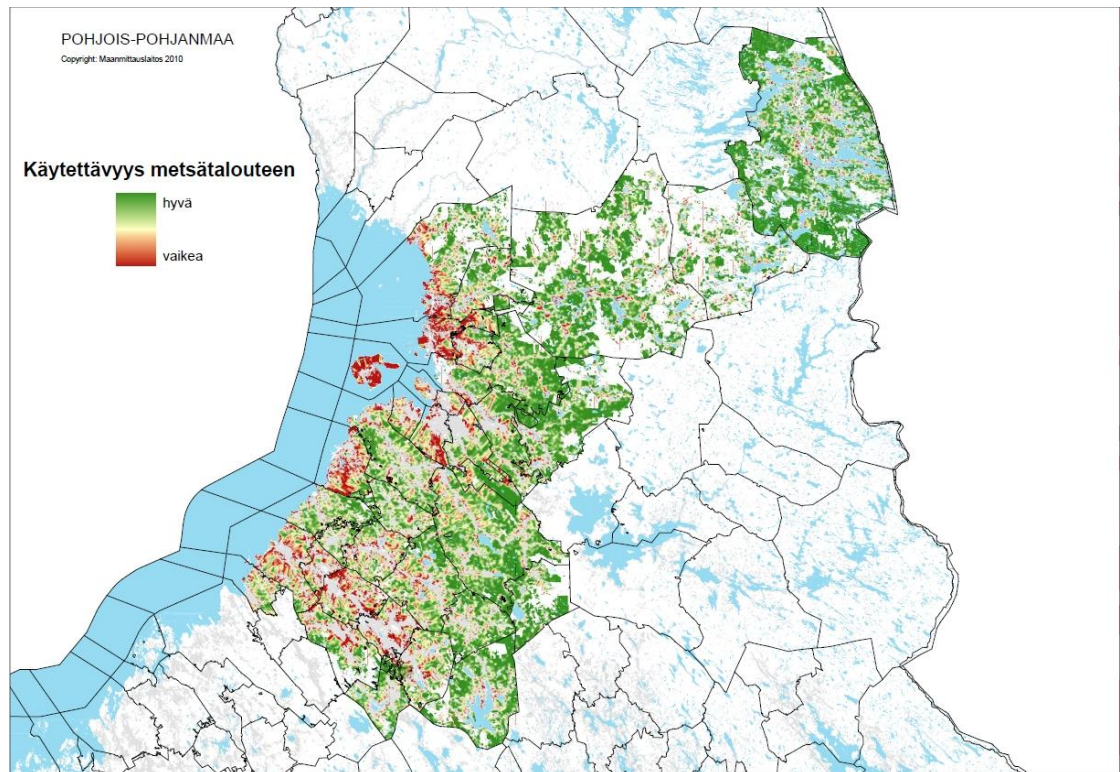 POHJOIS-POHJANMAA
Copyright: Maanmittauslaitos 2010
Käytettävyys metsätalouteen
hyvä
vaikea